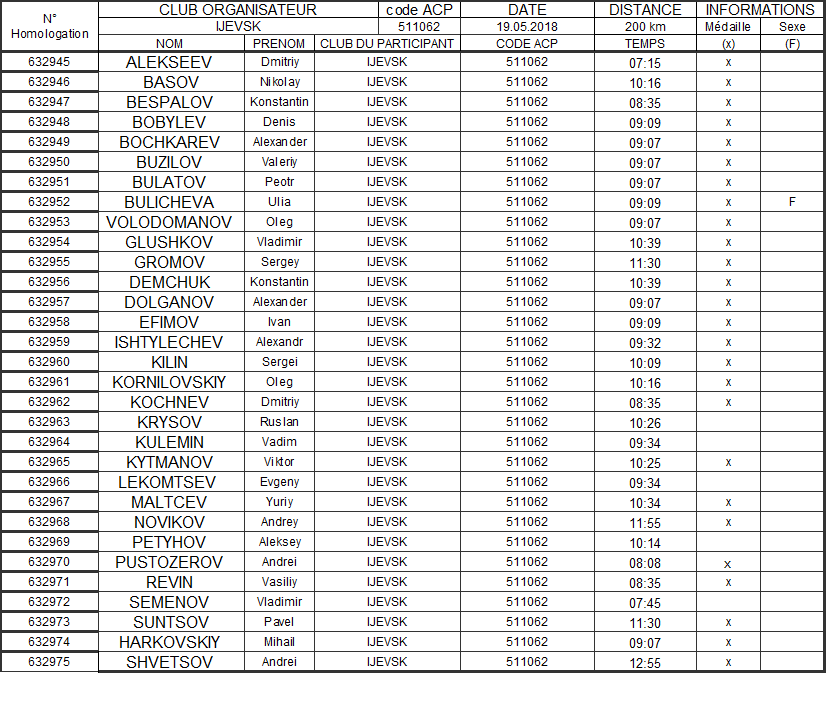 N° Homologation CLUB ORGANISATEUR code ACP DATE DISTANCE INFORMATIONS
IJEVSK 511062 19.05.2018 200 km Médaille Sexe
NOM PRENOM CLUB DU PARTICIPANT CODE ACP TEMPS (x) (F)
632945 ALEKSEEV Dmitriy IJEVSK 511062 07:15 x
632946 BASOV Nikolay IJEVSK 511062 10:16 x
632947 BESPALOV Konstantin IJEVSK 511062 08:35 x
632948 BOBYLEV Denis IJEVSK 511062 09:09 x
632949 BOCHKAREV Alexander IJEVSK 511062 09:07 x
632950 BUZILOV Valeriy IJEVSK 511062 09:07 x
632951 BULATOV Peotr IJEVSK 511062 09:07 x
632952 BULICHEVA Ulia IJEVSK 511062 09:09 x F
632953 VOLODOMANOV Oleg IJEVSK 511062 09:07 x
632954 GLUSHKOV Vladimir IJEVSK 511062 10:39 x
632955 GROMOV Sergey IJEVSK 511062 11:30 x
632956 DEMCHUK Konstantin IJEVSK 511062 10:39 x
632957 DOLGANOV Alexander IJEVSK 511062 09:07 x
632958 EFIMOV Ivan IJEVSK 511062 09:09 x
632959 ISHTYLECHEV Alexandr IJEVSK 511062 09:32 x
632960 KILIN Sergei IJEVSK 511062 10:09 x
632961 KORNILOVSKIY Oleg IJEVSK 511062 10:16 x
632962 KOCHNEV Dmitriy IJEVSK 511062 08:35 x
632963 KRYSOV Ruslan IJEVSK 511062 10:26
632964 KULEMIN Vadim IJEVSK 511062 09:34
632965 KYTMANOV Viktor IJEVSK 511062 10:25 x
632966 LEKOMTSEV Evgeny IJEVSK 511062 09:34
632967 MALTCEV Yuriy IJEVSK 511062 10:34 x
632968 NOVIKOV Andrey IJEVSK 511062 11:55 x
632969 PETYHOV Aleksey IJEVSK 511062 10:14
632970 PUSTOZEROV Andrei IJEVSK 511062 08:08 x
632971 REVIN Vasiliy IJEVSK 511062 08:35 x
632972 SEMENOV Vladimir IJEVSK 511062 07:45
632973 SUNTSOV Pavel IJEVSK 511062 11:30 x
632974 HARKOVSKIY Mihail IJEVSK 511062 09:07 x
632975 SHVETSOV Andrei IJEVSK 511062 12:55 x